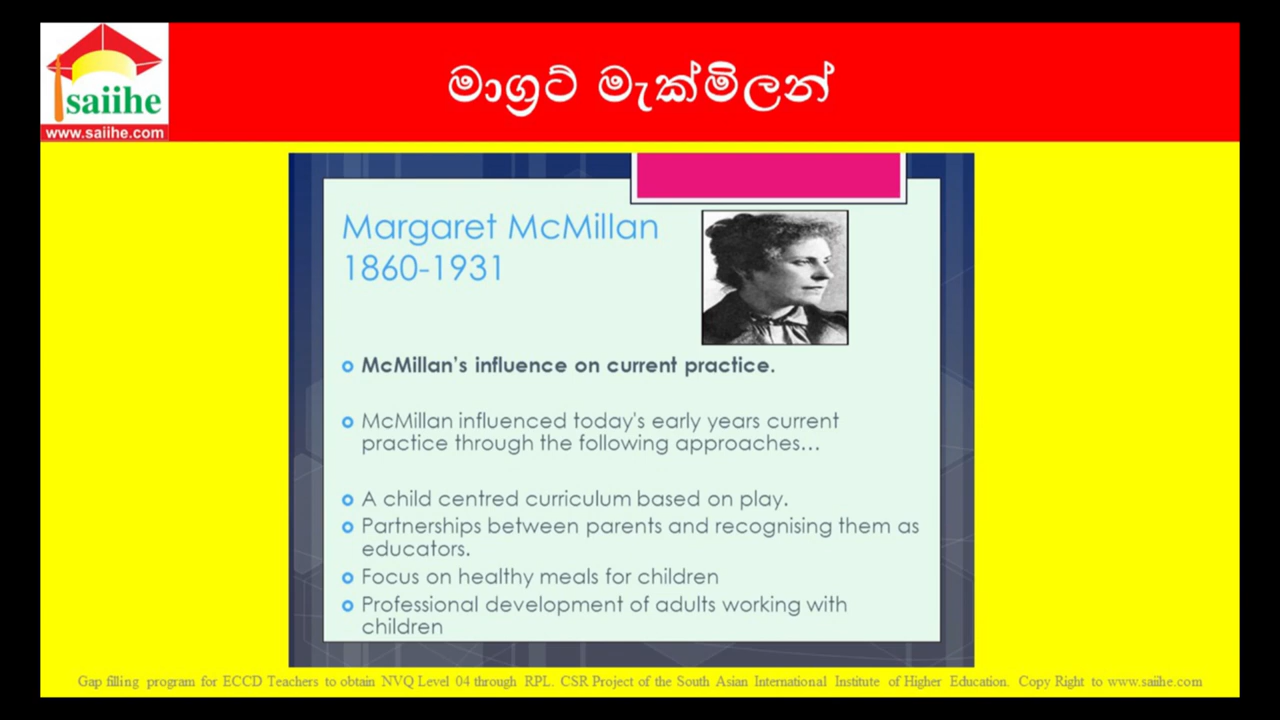 saiihe
www.saiihe.com
මාග්‍රට් මැක්මිලන්
Margaret McMillan
1860-1931
McMillan's influence on current practice.
McMillan influenced today's early years current
practice through the following approaches...
A child centred curriculum based on play.
Partnerships between parents and recognising them as
educators.
Focus on healthy meals for children
Professional development of adults working with
children
Gap filling program for ECCD Teachers to obtain NVQ Level 04 through RPL. CSR Project of the South Asian International Institute of Higher Education. Copy Right to www.saiihe.com